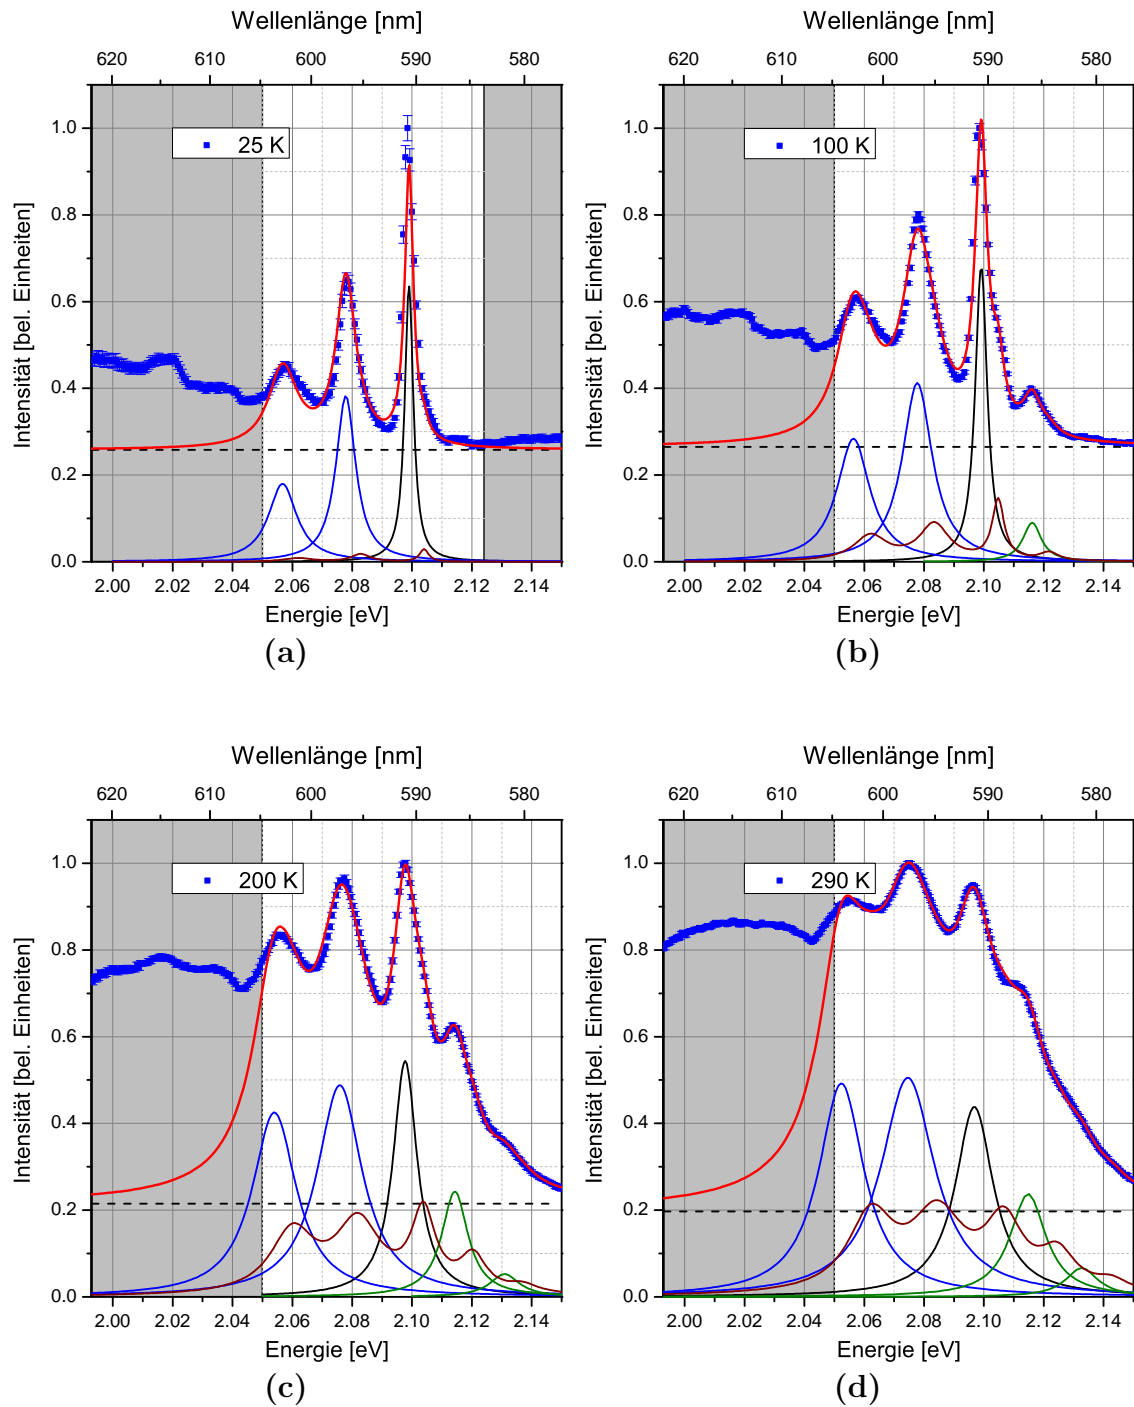 Wellenlänge [nm]
620 610 600 590 580
1.0
0.8
0.6
0.4
0.2
0.0
25 K
Intensität [bel. Einheiten]
2.00 2.02 2.04 2.06 2.08 2.10 2.12 2.14
Energie [eV]
(a)
Wellenlänge [nm]
620 610 600 590 580
1.0
0.8
0.6
0.4
0.2
0.0
100 K
Intensität [bel. Einheiten]
2.00 2.02 2.04 2.06 2.08 2.10 2.12 2.14
Energie [eV]
(b)
Wellenlänge [nm]
620 610 600 590 580
1.0
0.8
0.6
0.4
0.2
0.0
200 K
Intensität [bel. Einheiten]
2.00 2.02 2.04 2.06 2.08 2.10 2.12 2.14
Energie [eV]
(c)
Wellenlänge [nm]
620 610 600 590 580
1.0
0.8
0.6
0.4
0.2
0.0
290 K
Intensität [bel. Einheiten]
2.00 2.02 2.04 2.06 2.08 2.10 2.12 2.14
Energie [eV]
(d)